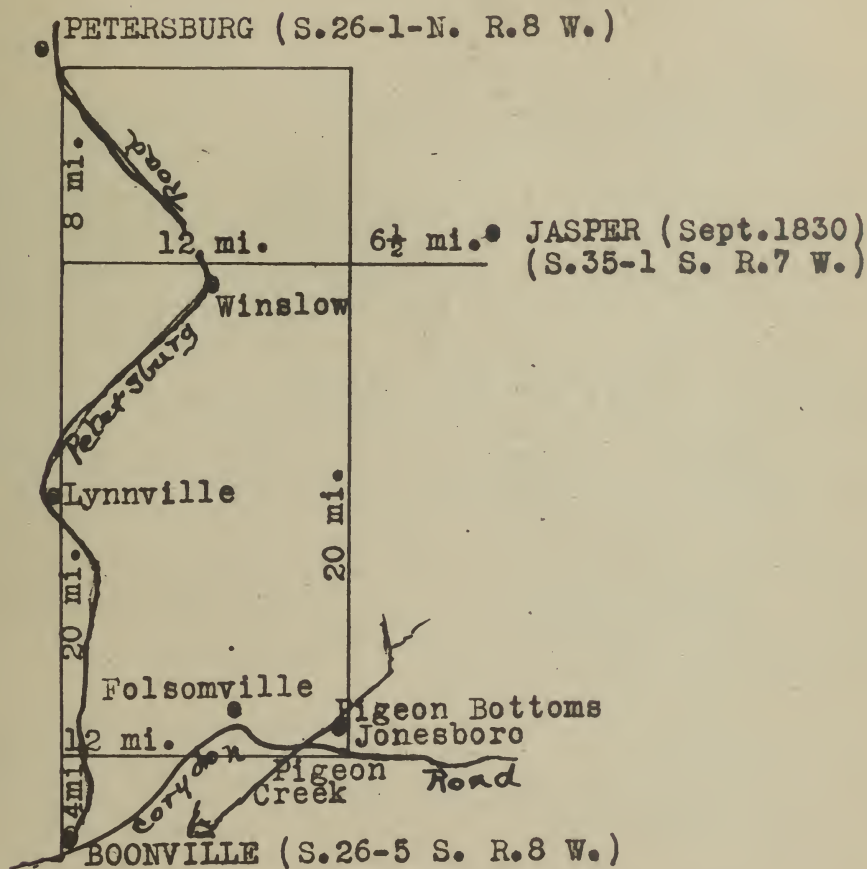 PETERSBURG (S.26-1-N. R.8 W.)
8 mi.
Road
12 mi.
6½ mi.
JASPER (Sept.1830)
(S.35-1 S. R.7 W.)
Winslow
Petersburg
Lynnville
20 mi.
20 mi.
Folsomville
Pigeon Bottoms
Jonesboro
12 mi.
Pigeon
Creek
Corydon
Road
4mi
BOONVILLE (S.26-5 S. R.8 W.)